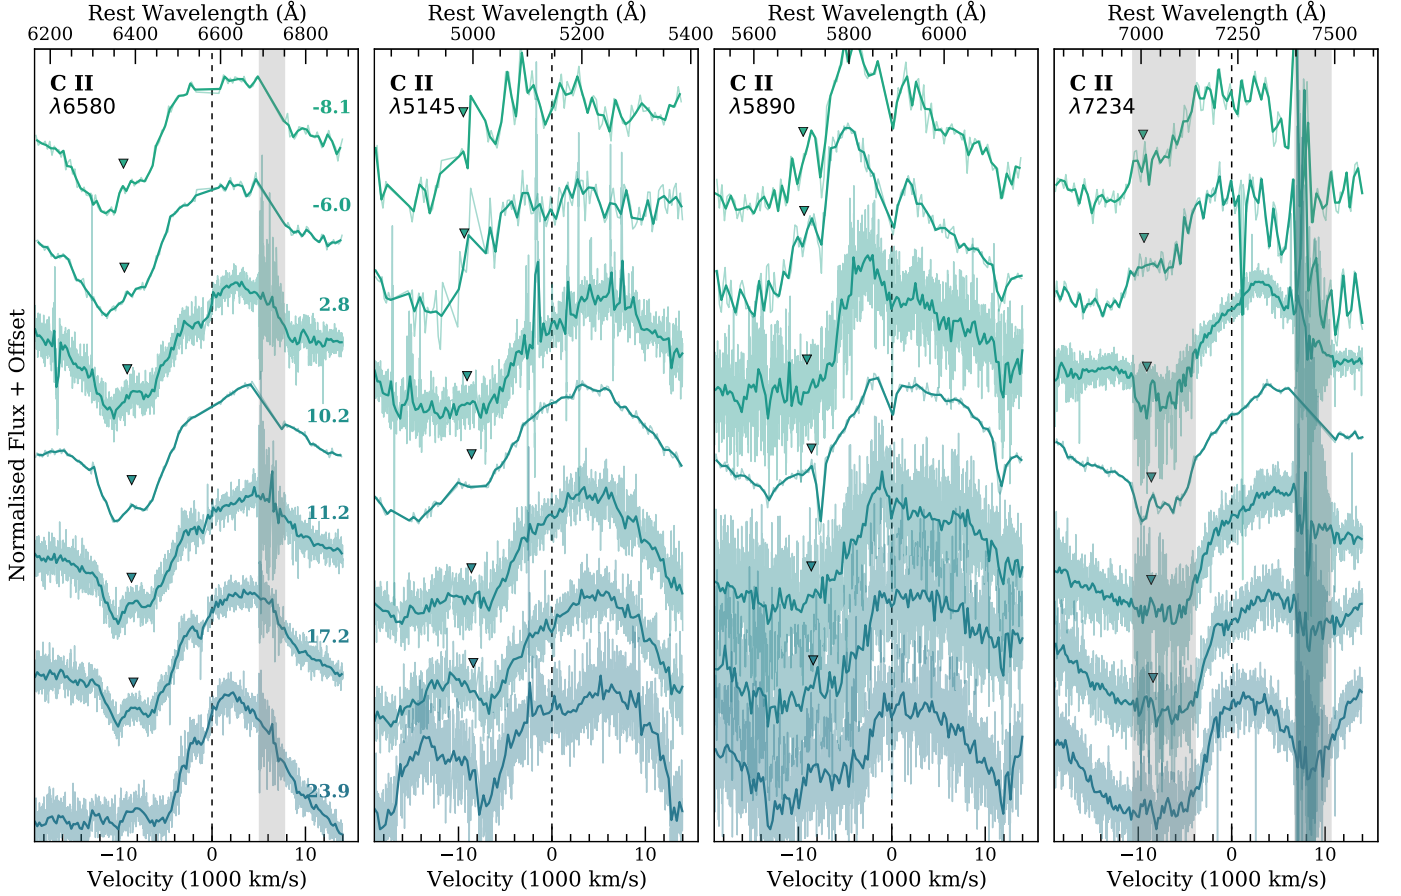 Rest Wavelength (Å) Rest Wavelength (Å) Rest Wavelength (Å) Rest Wavelength (Å)
6200 6400 6600 6800 5000 5200 5400 5600 5800 6000 7000 7250 7500
C II C II C II C II
λ6580 λ5145 λ5890 λ7234
-8.1
-6.0
2.8
10.2
11.2
17.2
23.9
Normalised Flux + Offset
−10 0 10 −10 0 10 −10 0 10 −10 0 10
Velocity (1000 km/s) Velocity (1000 km/s) Velocity (1000 km/s) Velocity (1000 km/s)